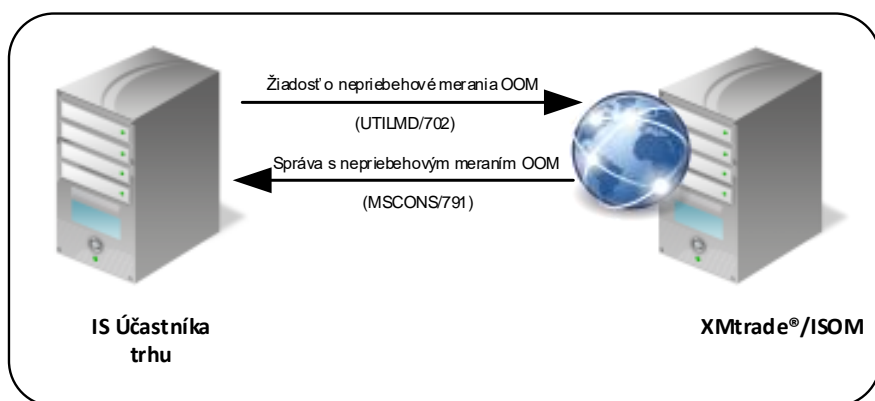 Žiadosť o nepriebehové merania OOM
(UTILMD/702)
Správa s nepriebehovým meraním OOM
(MSCONS/791)
IS Účastníka
trhu
XMtrade®/ISOM